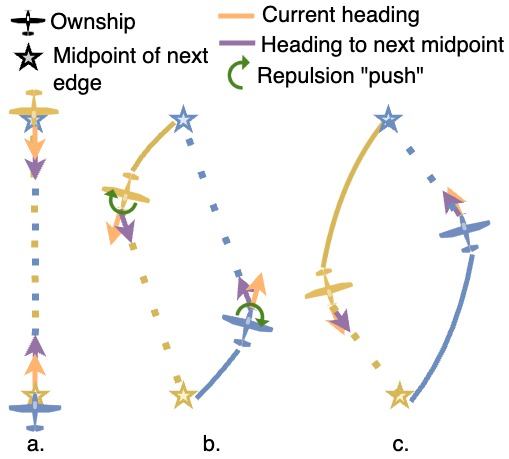 Ownship
Midpoint of next
edge
Current heading
Heading to next midpoint
Repulsion "push"
a.
b.
c.